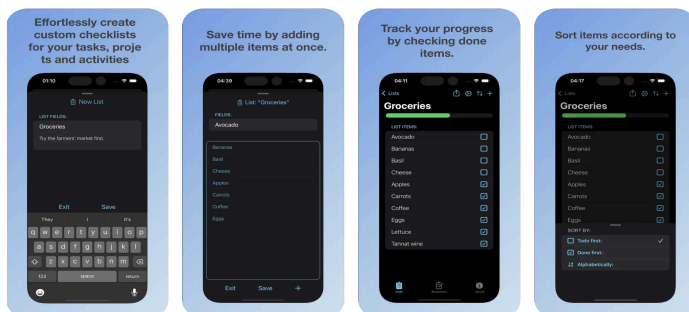 Effortlessly create
custom checklists
for your tasks, proje
ts and activities
01:10
New List
LIST FIELDS:
Groceries
Try the farmers' market first.
Exit Save
They I It's
q w e r t y u i o p
a s d f g h j k l
z x c v b n m
123 space return
Save time by adding
multiple items at once.
04:39
List: "Groceries"
FIELDS:
Avocado
Bananas
Basil
Cheese
Apples
Carrots
Coffee
Eggs
Exit Save +
Track your progress
by checking done
items.
04:11
Lists
Groceries
LIST ITEMS:
Avocado
Bananas
Basil
Cheese
Apples
Carrots
Coffee
Eggs
Lettuce
Tannat wine
Lists
About
Sort items according to
your needs.
04:17
Lists
Groceries
LIST ITEMS
Avocado
Bananas
Basil
Cheese
Apples
Carrots
Coffee
Eggs
SORT BY:
Todo first:
Done first:
Alphabetically: